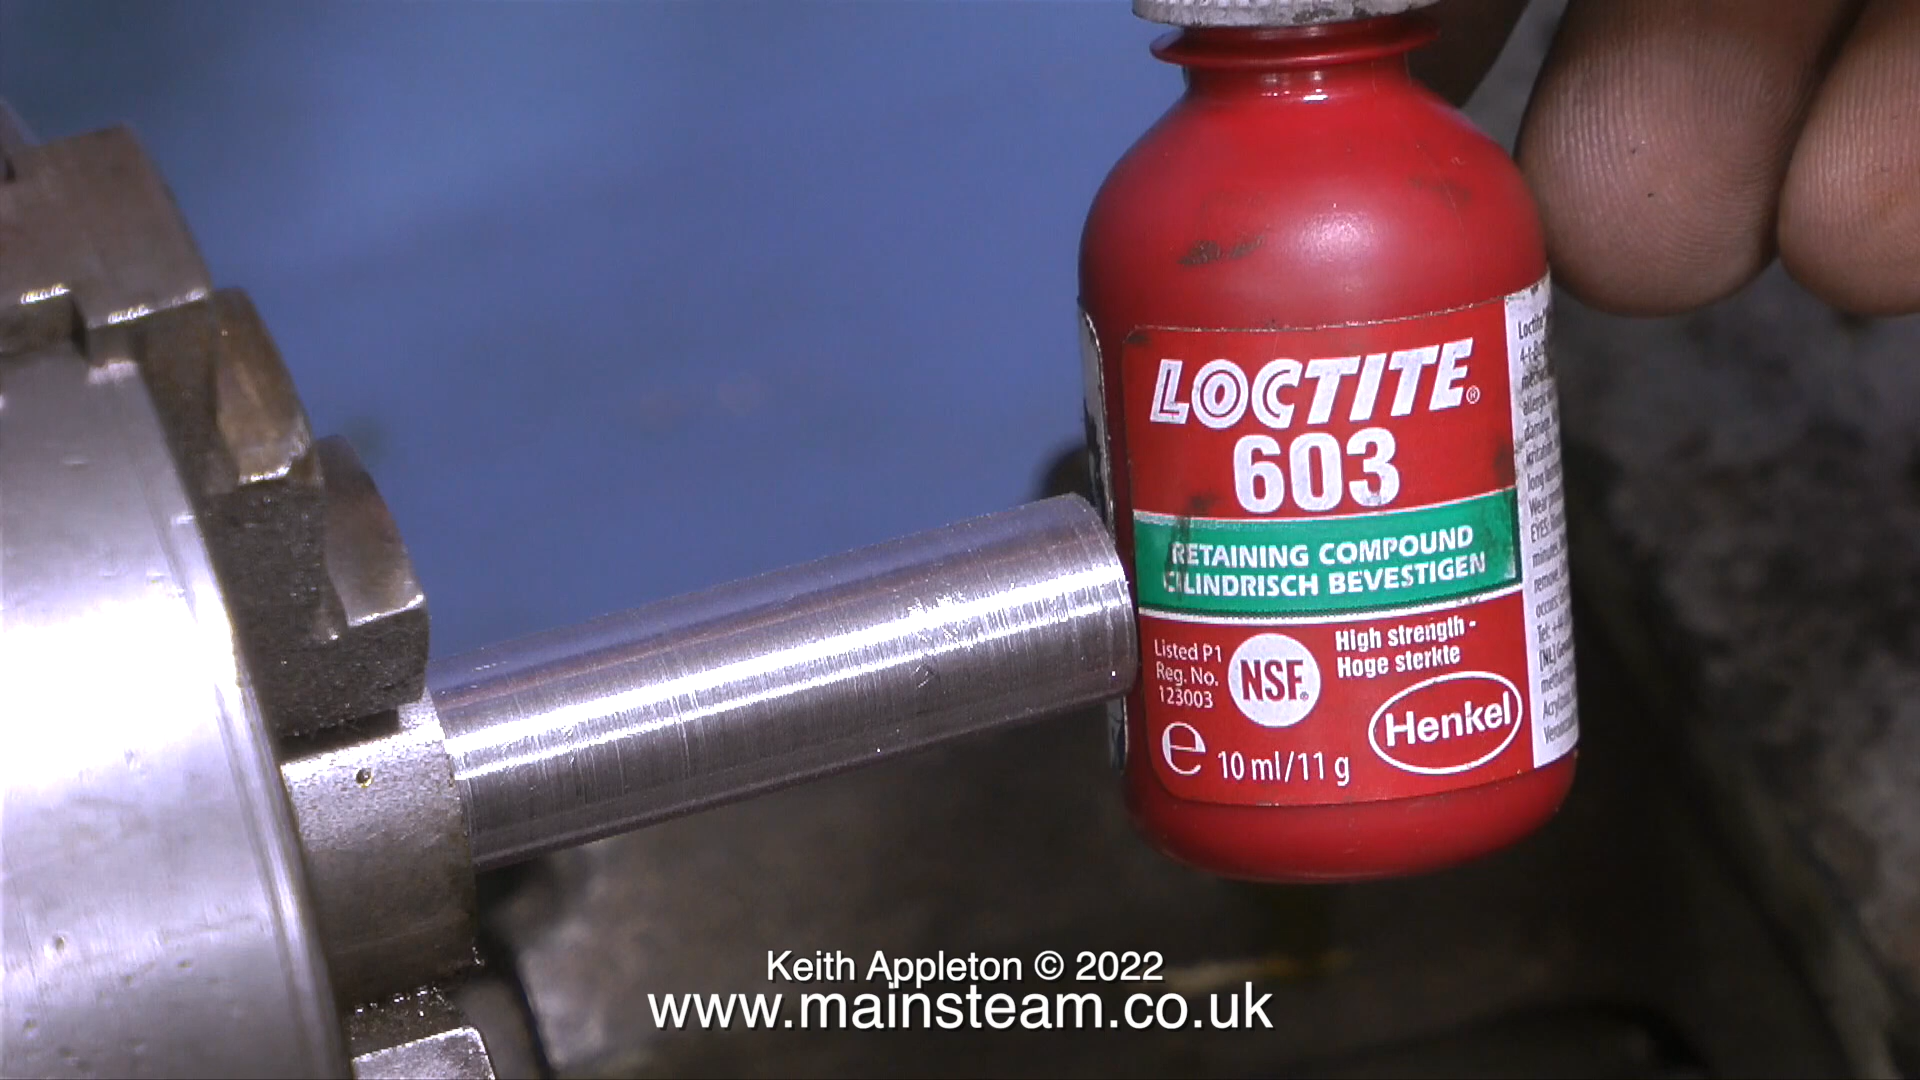 LOCTITE®
603
RETAINING COMPOUND
CILINDRISCH BEVESTIGEN
Listed P1
Reg. No.
123003
NSF®
High strength -
Hoge sterkte
Henkel
e 10 ml/11 g
Loctite
Keith Appleton © 2022
www.mainsteam.co.uk